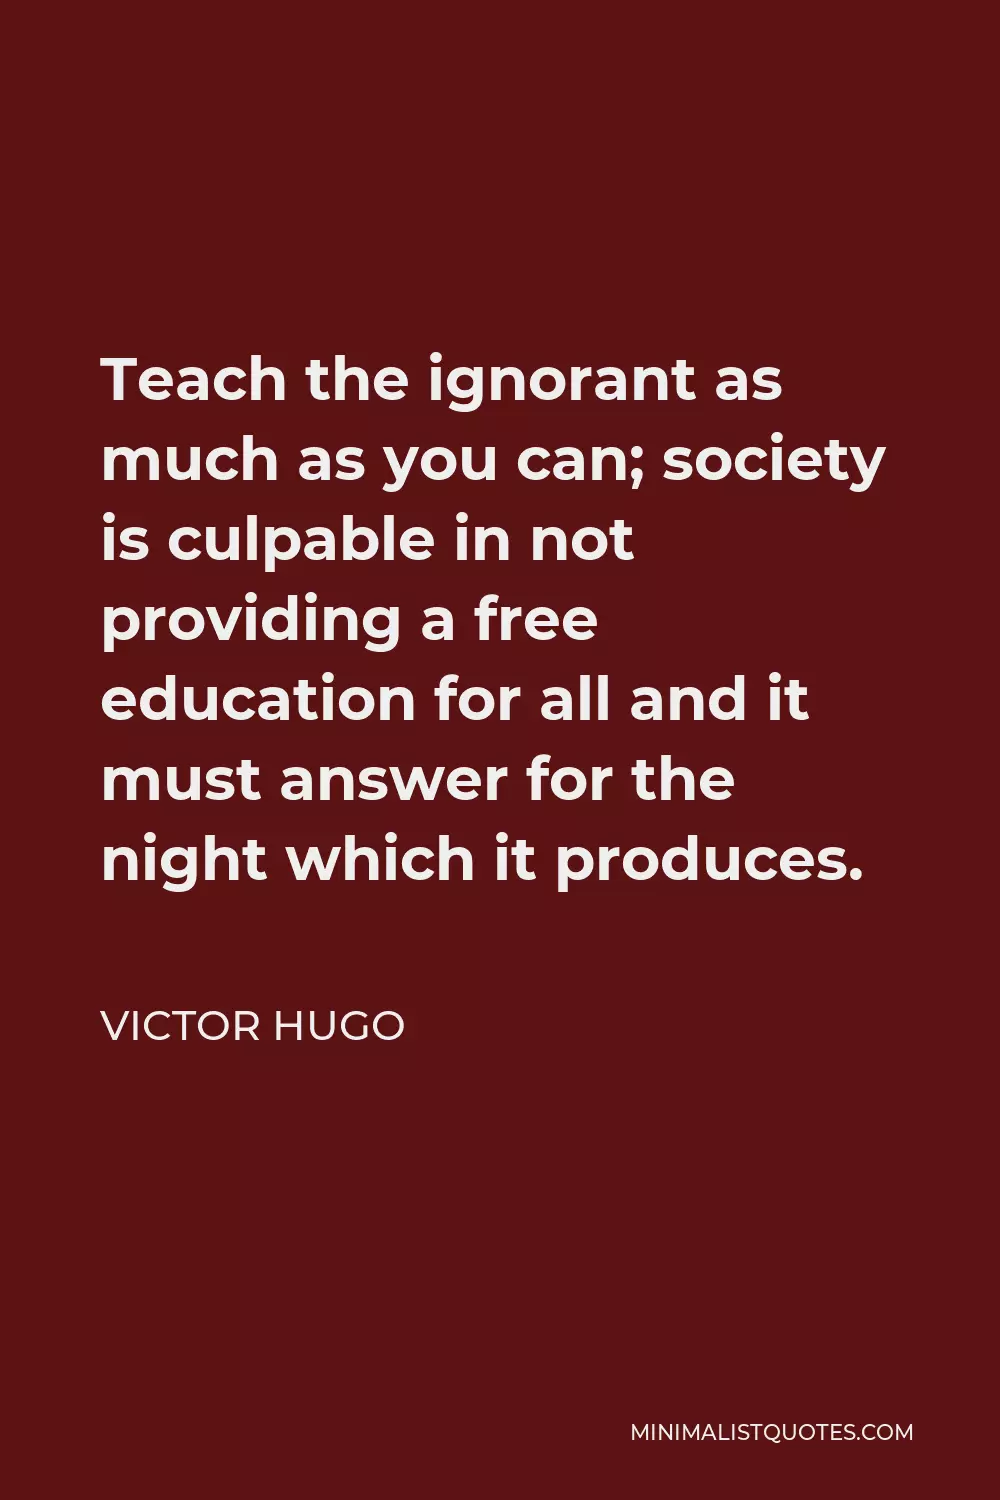 Teach the ignorant as
much as you can; society
is culpable in not
providing a free
education for all and it
must answer for the
night which it produces.
VICTOR HUGO
MINIMALISTQUOTES.COM